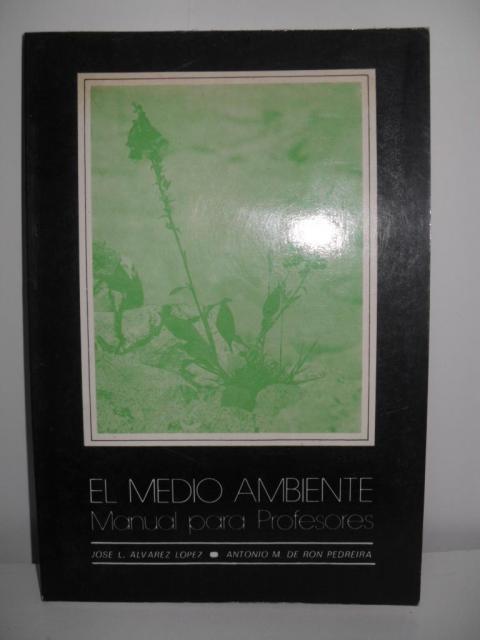 EL MEDIO AMBIENTE
Manual para Profesores
JOSE L. ALVAREZ LOPEZ • ANTONIO M. DE RON PEDREIRA